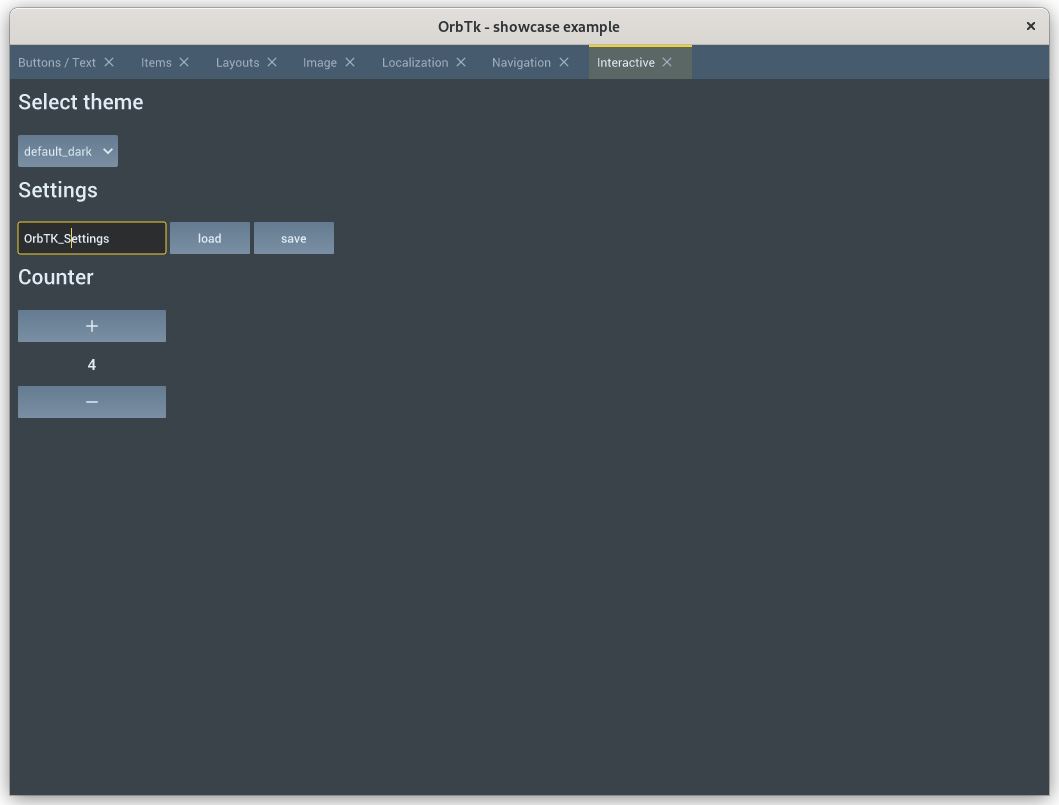 OrbTk - showcase example
Buttons / Text Items Layouts Image Localization Navigation Interactive
Select theme
default_dark
Settings
OrbTK_Settings load save
Counter
+
4
–